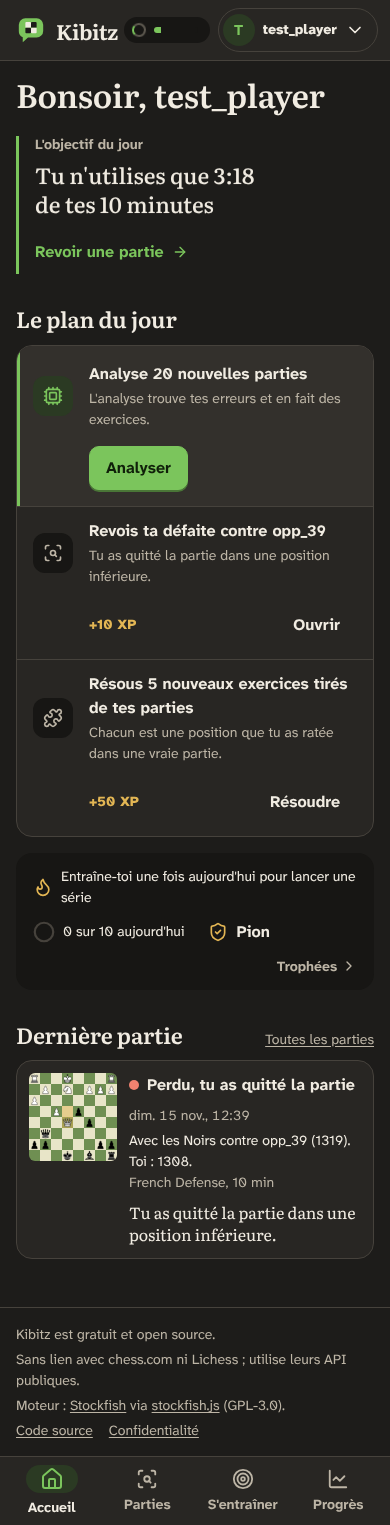 Kibitz
T test_player
Bonsoir, test_player
L'objectif du jour
Tu n'utilises que 3:18
de tes 10 minutes
Revoir une partie
Le plan du jour
Analyse 20 nouvelles parties
L'analyse trouve tes erreurs et en fait des
exercices.
Analyser
Revois ta défaite contre opp_39
Tu as quitté la partie dans une position
inférieure.
+10 XP Ouvrir
Résous 5 nouveaux exercices tirés
de tes parties
Chacun est une position que tu as ratée
dans une vraie partie.
+50 XP Résoudre
Entraîne-toi une fois aujourd'hui pour lancer une
série
0 sur 10 aujourd'hui Pion
Trophées
Dernière partie Toutes les parties
Perdu, tu as quitté la partie
dim. 15 nov., 12:39
Avec les Noirs contre opp_39 (1319).
Toi : 1308.
French Defense, 10 min
Tu as quitté la partie dans une
position inférieure.
Kibitz est gratuit et open source.
Sans lien avec chess.com ni Lichess ; utilise leurs API
publiques.
Moteur : Stockfish via stockfish.js (GPL-3.0).
Code source Confidentialité
Accueil Parties S'entraîner Progrès